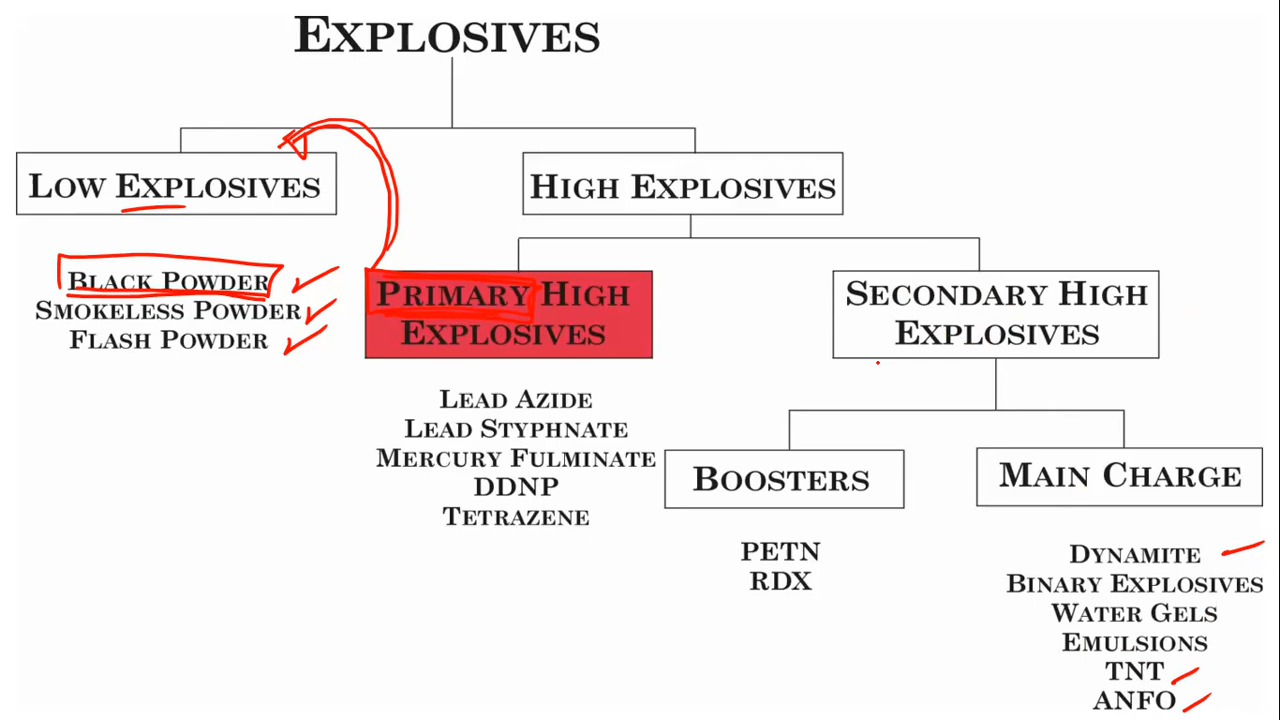 EXPLOSIVES
LOW EXPLOSIVES
HIGH EXPLOSIVES
BLACK POWDER
SMOKELESS POWDER
FLASH POWDER
PRIMARY HIGH
EXPLOSIVES
SECONDARY HIGH
EXPLOSIVES
LEAD AZIDE
LEAD STYPHNATE
MERCURY FULMINATE
DDNP
TETRAZENE
BOOSTERS
MAIN CHARGE
PETN
RDX
DYNAMITE
BINARY EXPLOSIVES
WATER GELS
EMULSIONS
TNT
ANFO